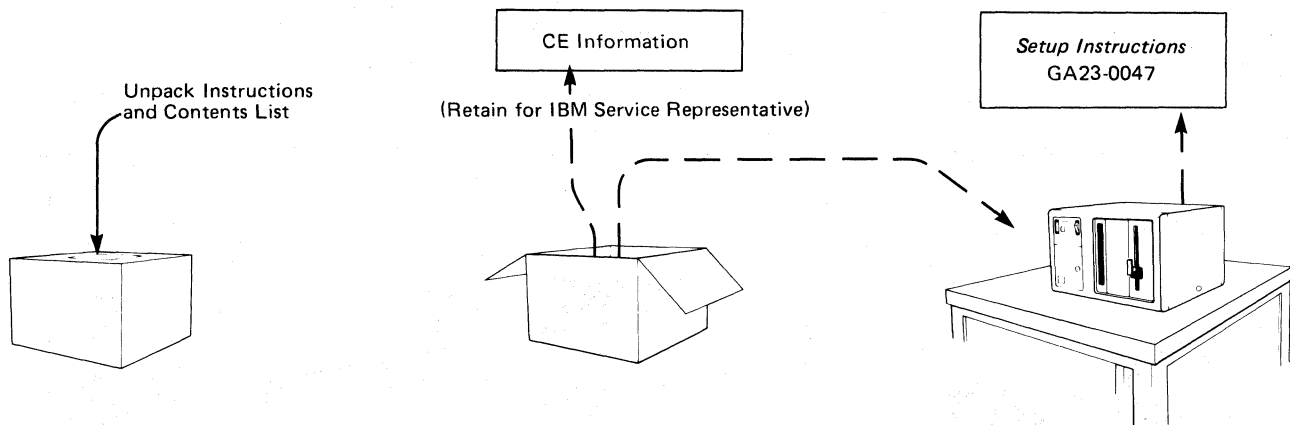 Unpack Instructions
and Contents List
CE Information
(Retain for IBM Service Representative)
Setup Instructions
GA23-0047